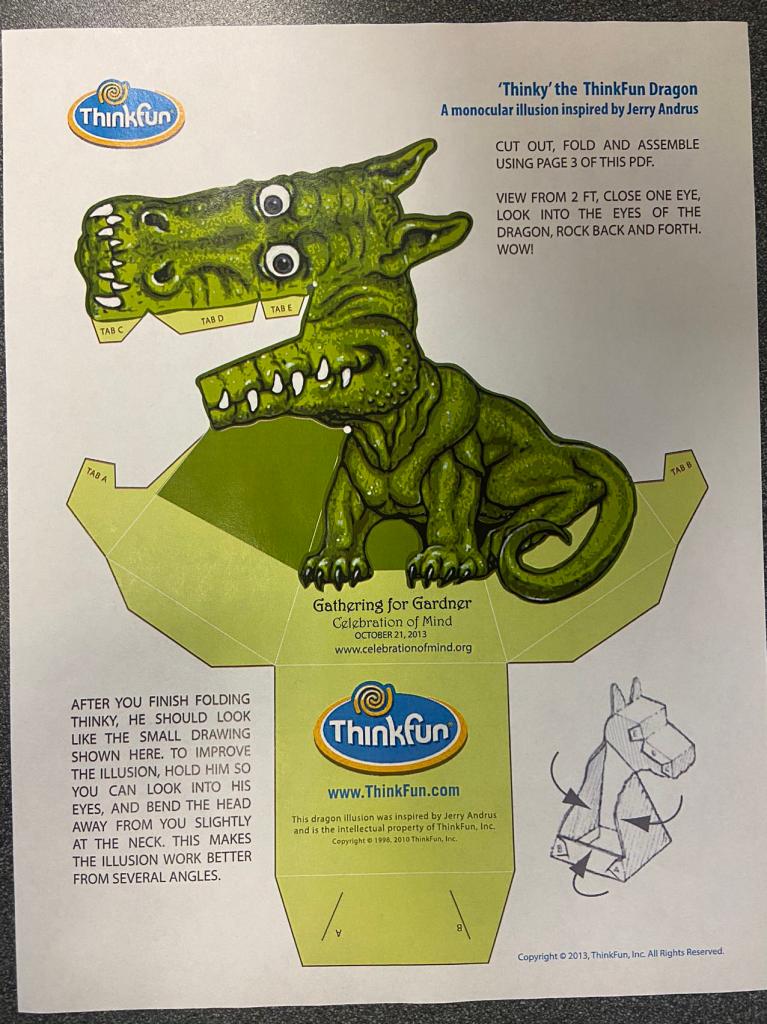 ThinkFun®
'Thinky' the ThinkFun Dragon
A monocular illusion inspired by Jerry Andrus
CUT OUT, FOLD AND ASSEMBLE
USING PAGE 3 OF THIS PDF.
VIEW FROM 2 FT, CLOSE ONE EYE,
LOOK INTO THE EYES OF THE
DRAGON, ROCK BACK AND FORTH.
WOW!
TAB C
TAB D
TAB E
TAB A
TAB B
Gathering for Gardner
Celebration of Mind
OCTOBER 21, 2013
www.celebrationofmind.org
AFTER YOU FINISH FOLDING
THINKY, HE SHOULD LOOK
LIKE THE SMALL DRAWING
SHOWN HERE. TO IMPROVE
THE ILLUSION, HOLD HIM SO
YOU CAN LOOK INTO HIS
EYES, AND BEND THE HEAD
AWAY FROM YOU SLIGHTLY
AT THE NECK. THIS MAKES
THE ILLUSION WORK BETTER
FROM SEVERAL ANGLES.
ThinkFun®
www.ThinkFun.com
This dragon illusion was inspired by Jerry Andrus
and is the intellectual property of ThinkFun, Inc.
Copyright © 1998, 2010 ThinkFun, Inc.
A
B
B
A
Copyright © 2013, ThinkFun, Inc. All Rights Reserved.